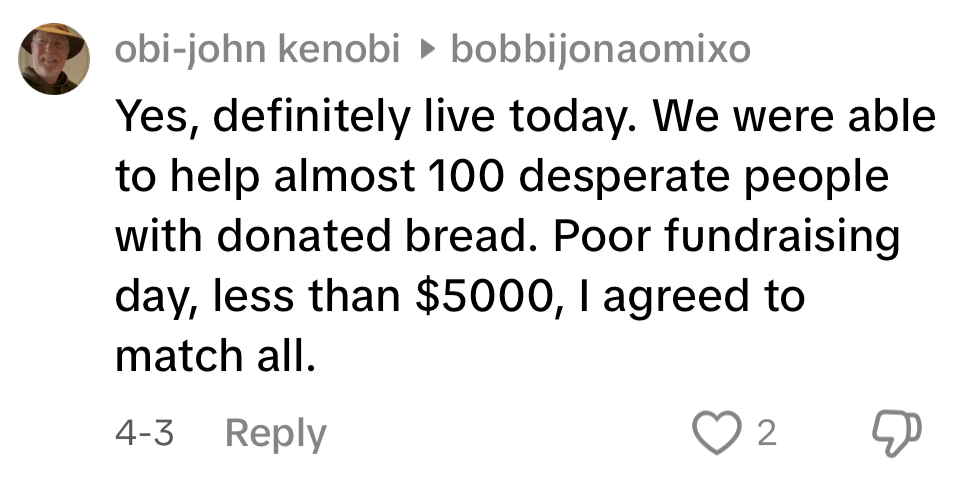 obi-john kenobi ▶ bobbijonaomixo
Yes, definitely live today. We were able
to help almost 100 desperate people
with donated bread. Poor fundraising
day, less than $5000, I agreed to
match all.
4-3 Reply 2